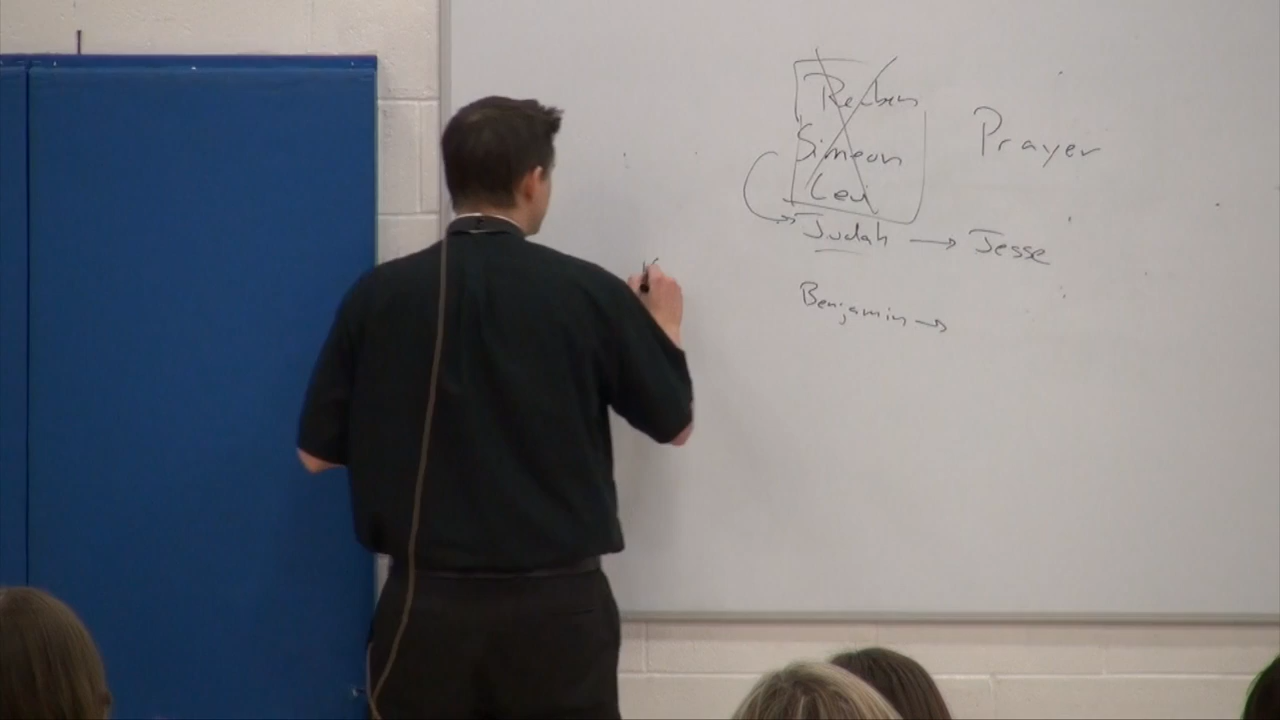 Reuben
Simeon
Levi
Prayer
Judah → Jesse
Benjamin →